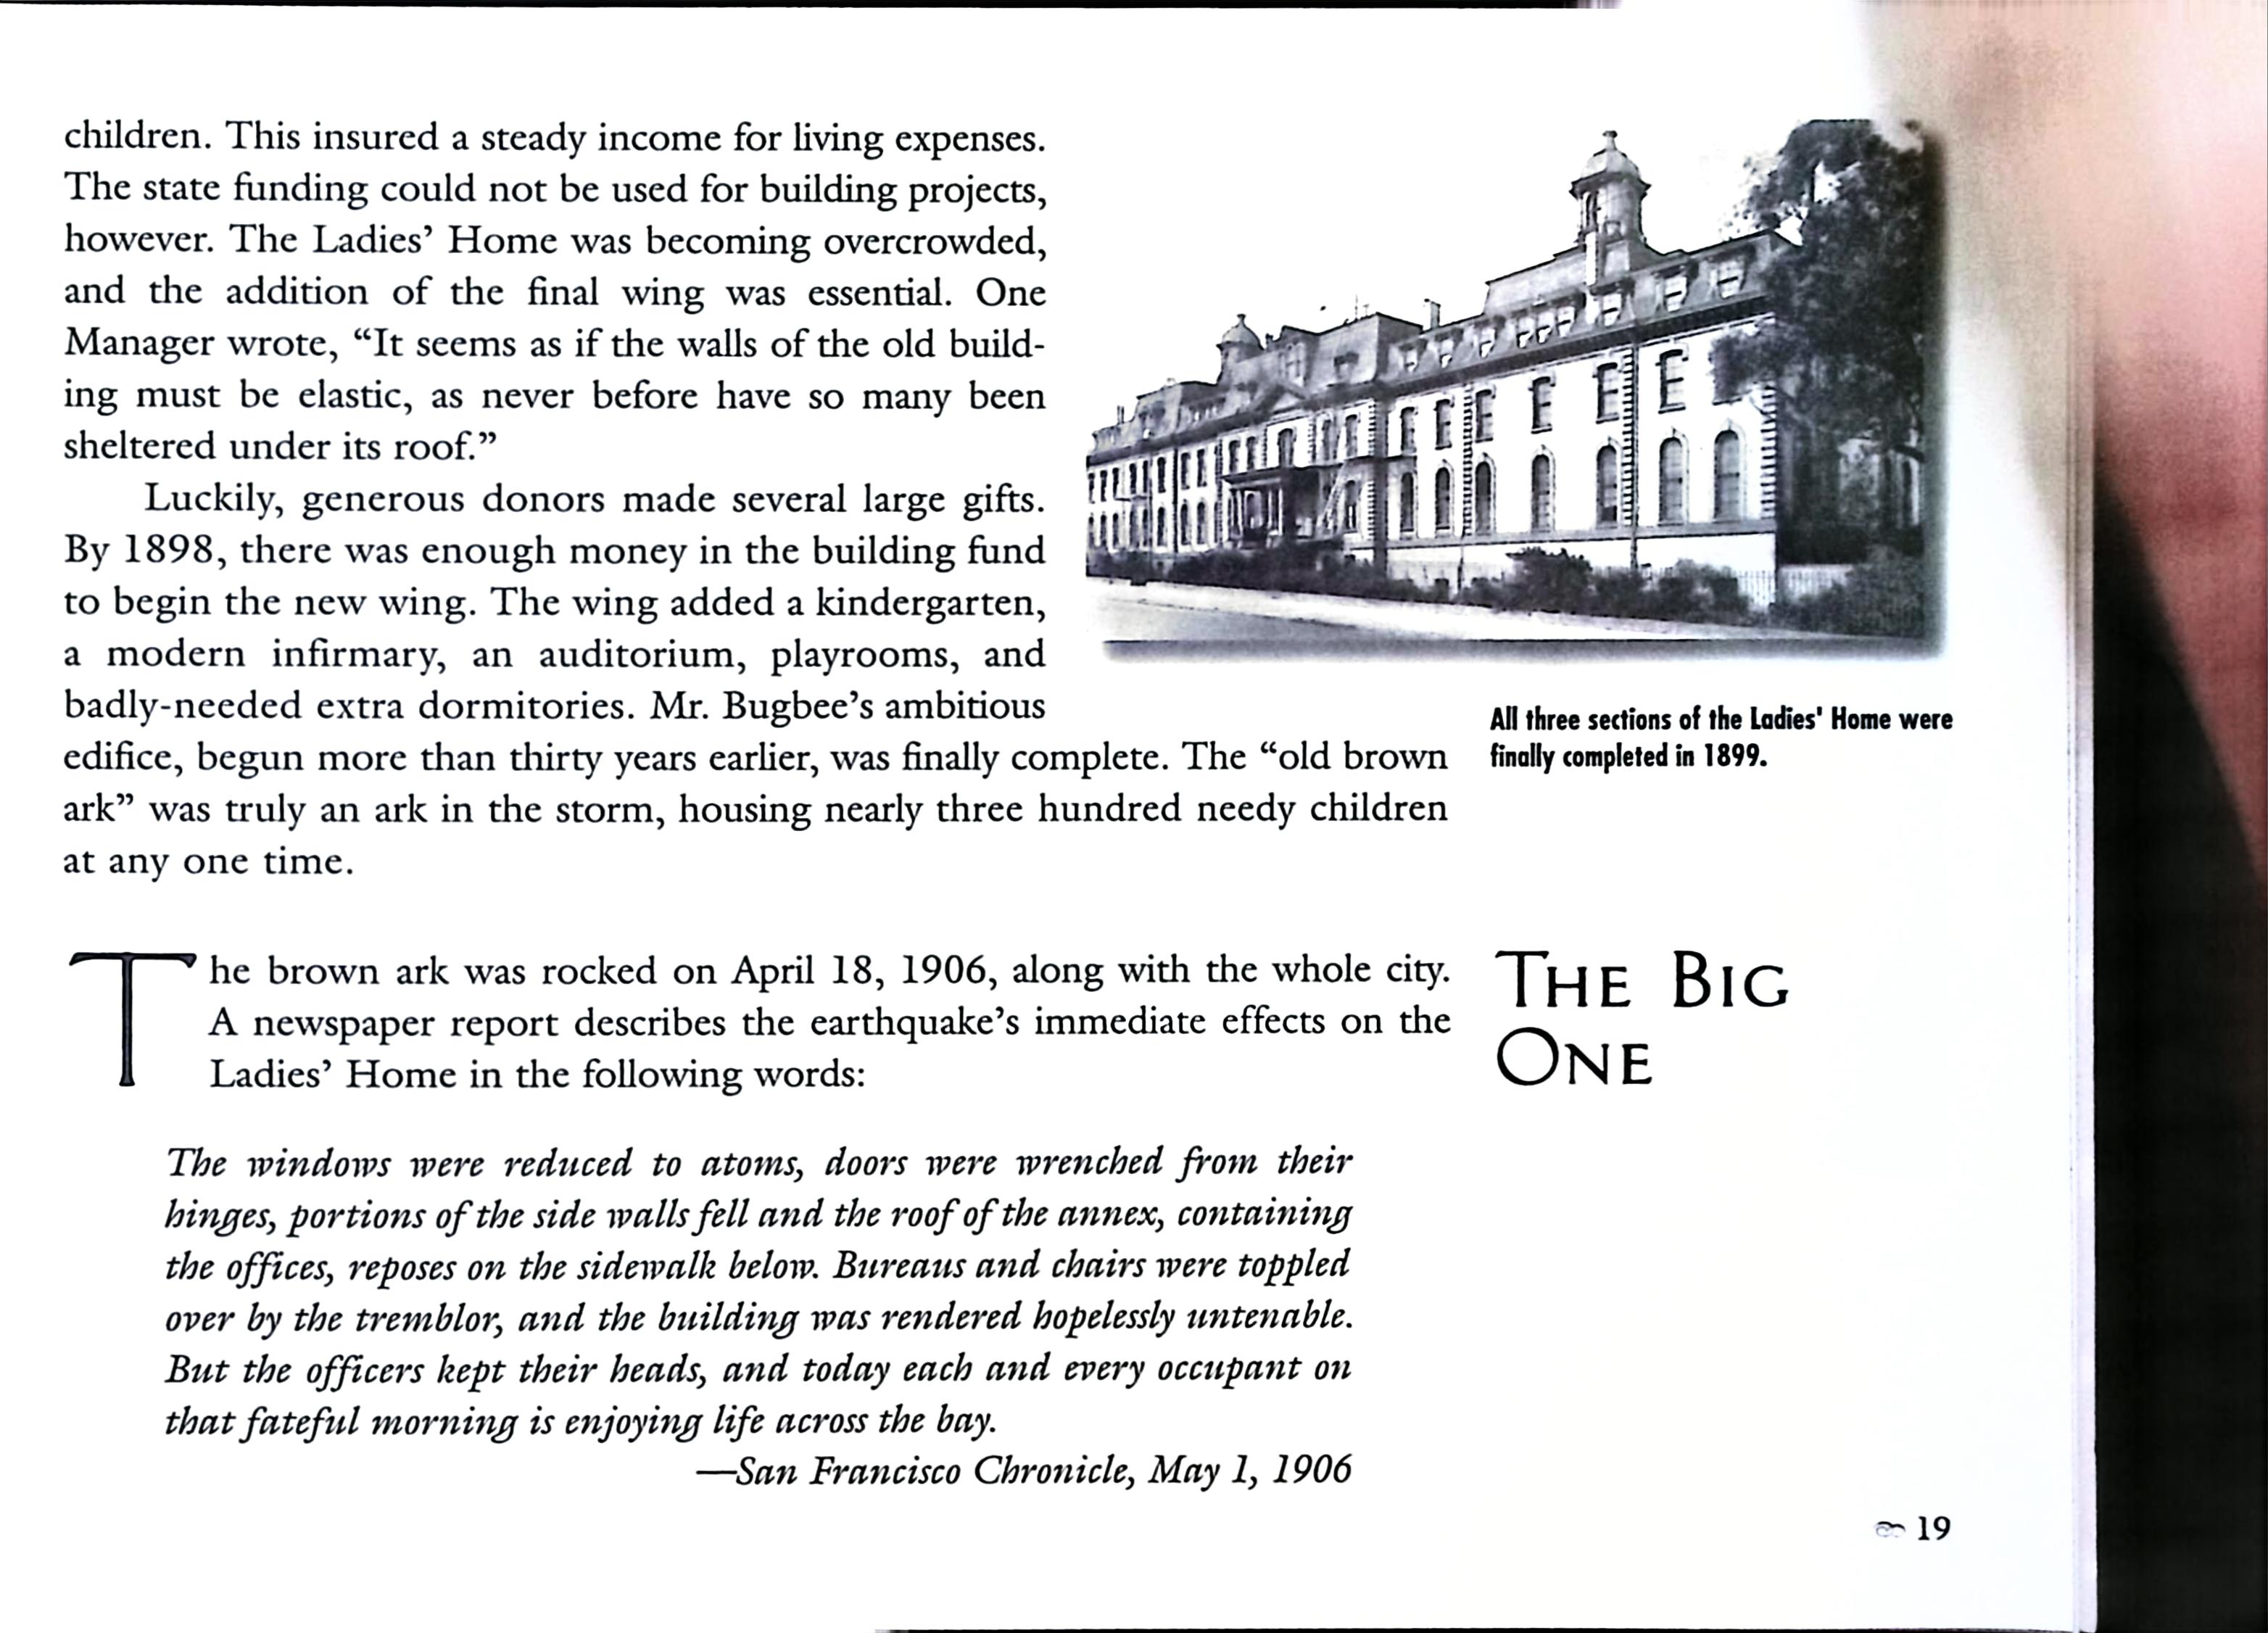 children. This insured a steady income for living expenses.
The state funding could not be used for building projects,
however. The Ladies’ Home was becoming overcrowded,
and the addition of the final wing was essential. One
Manager wrote, “It seems as if the walls of the old build-
ing must be elastic, as never before have so many been
sheltered under its roof.”
Luckily, generous donors made several large gifts.
By 1898, there was enough money in the building fund
to begin the new wing. The wing added a kindergarten,
a modern infirmary, an auditorium, playrooms, and
badly-needed extra dormitories. Mr. Bugbee’s ambitious
edifice, begun more than thirty years earlier, was finally complete. The “old brown
ark” was truly an ark in the storm, housing nearly three hundred needy children
at any one time.
All three sections of the Ladies' Home were
finally completed in 1899.
THE BIG
ONE
The brown ark was rocked on April 18, 1906, along with the whole city.
A newspaper report describes the earthquake’s immediate effects on the
Ladies’ Home in the following words:
The windows were reduced to atoms, doors were wrenched from their
hinges, portions of the side walls fell and the roof of the annex, containing
the offices, reposes on the sidewalk below. Bureaus and chairs were toppled
over by the tremblor, and the building was rendered hopelessly untenable.
But the officers kept their heads, and today each and every occupant on
that fateful morning is enjoying life across the bay.
—San Francisco Chronicle, May 1, 1906
19